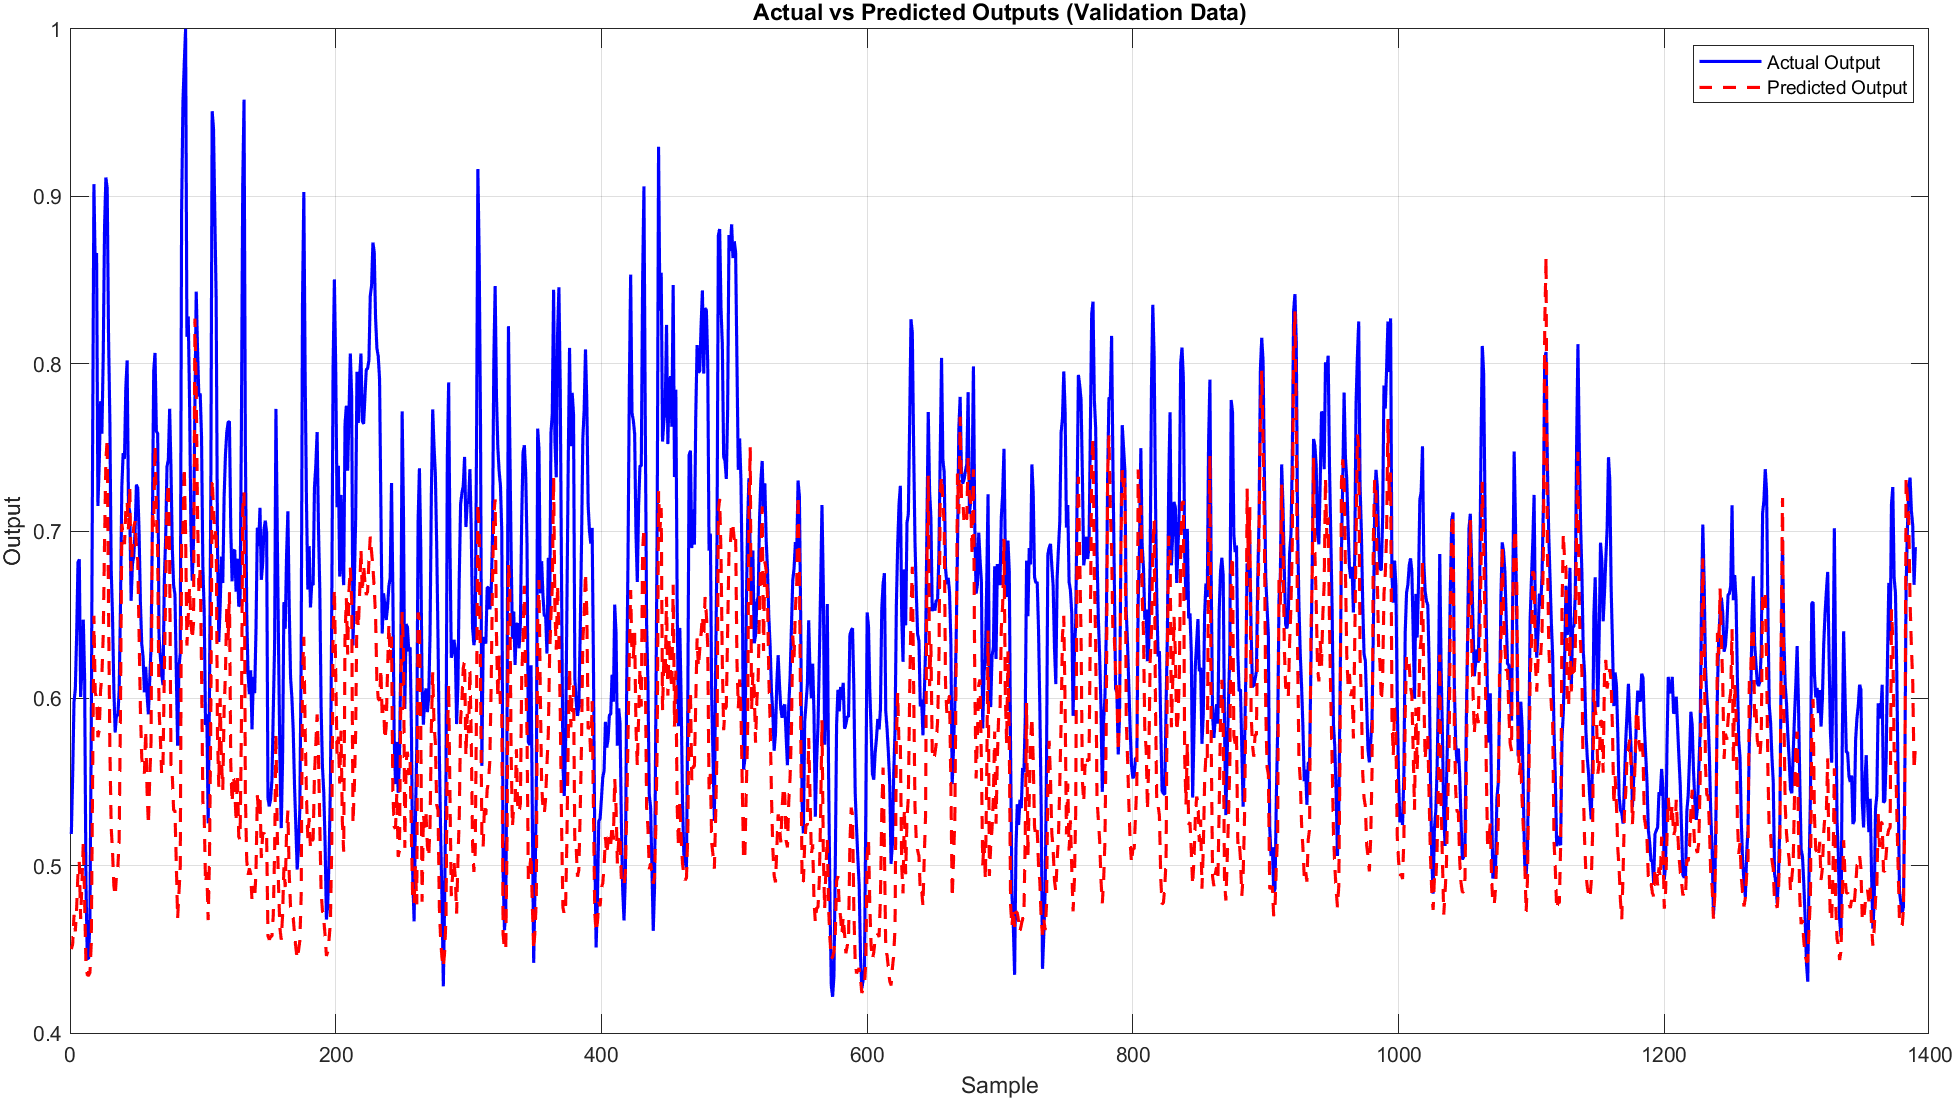 Actual vs Predicted Outputs (Validation Data)
Actual Output
Predicted Output
Output
1
0.9
0.8
0.7
0.6
0.5
0.4
0 200 400 600 800 1000 1200 1400
Sample